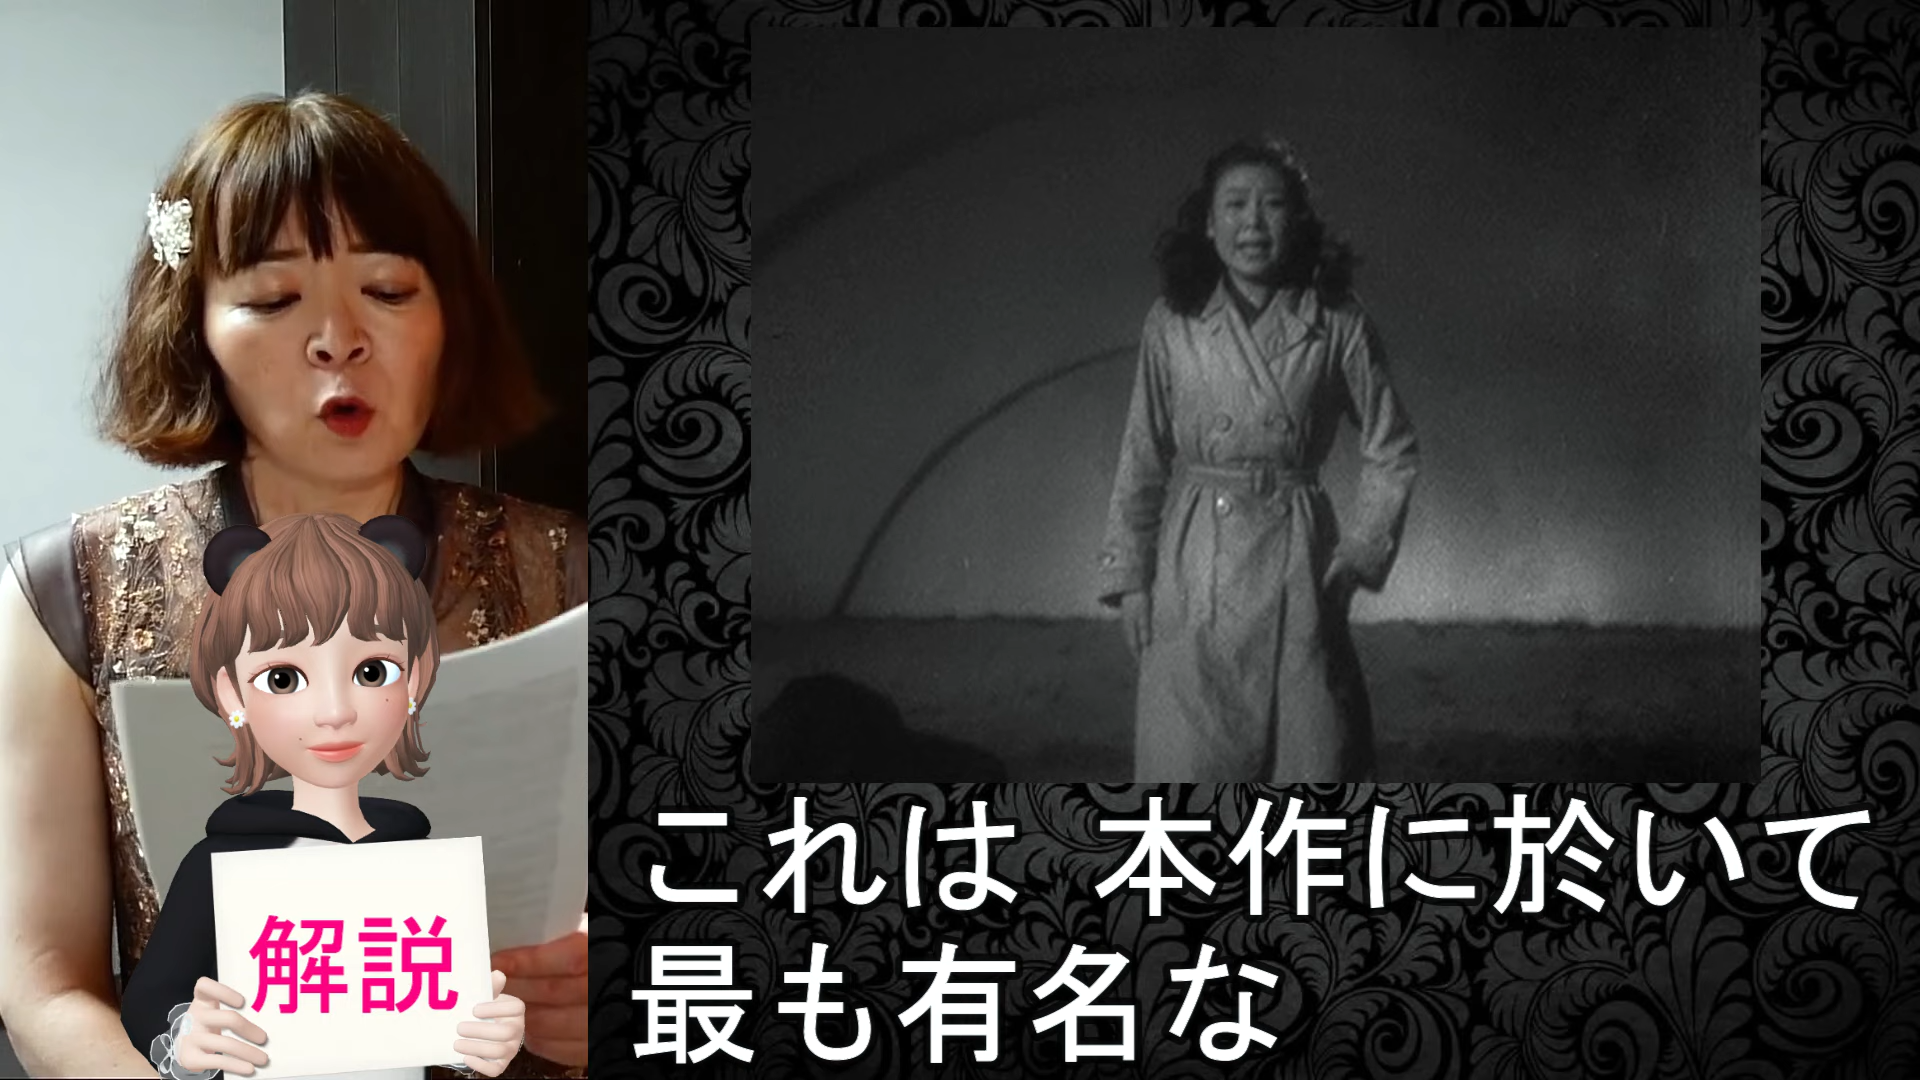 これは 本作に於いて
最も有名な
解説